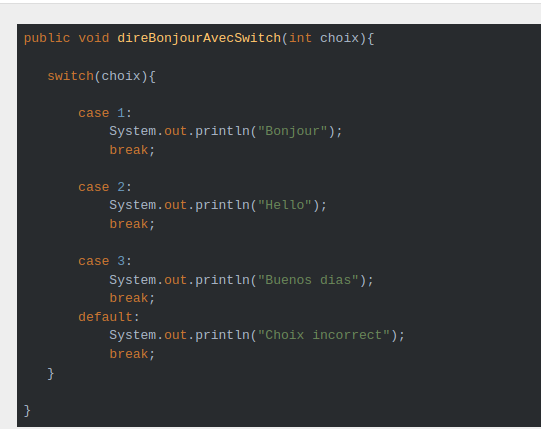 public void direBonjourAvecSwitch(int choix){
switch(choix){
case 1:
System.out.println("Bonjour");
break;
case 2:
System.out.println("Hello");
break;
case 3:
System.out.println("Buenos dias");
break;
default:
System.out.println("Choix incorrect");
break;
}
}